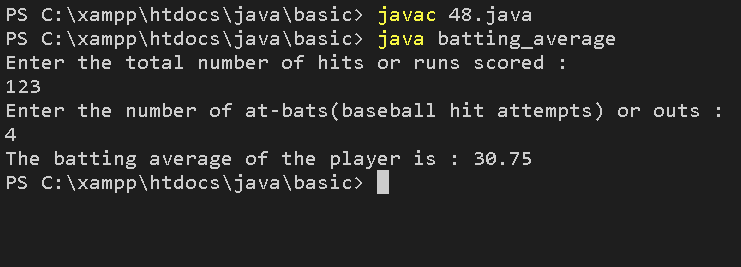 PS C:\xampp\htdocs\java\basic> javac 48.java
PS C:\xampp\htdocs\java\basic> java batting_average
Enter the total number of hits or runs scored :
123
Enter the number of at-bats(baseball hit attempts) or outs :
4
The batting average of the player is : 30.75
PS C:\xampp\htdocs\java\basic>